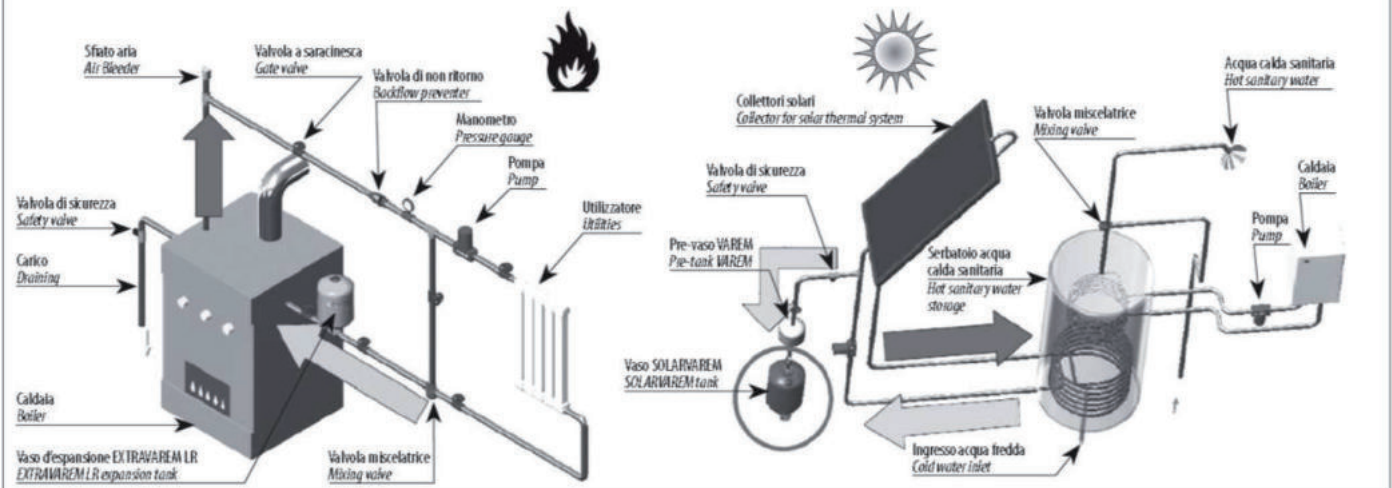 Sfiato aria
Air Bleeder
Valvola a saracinesca
Gate valve
Valvola di non ritorno
Backflow preventer
Manometro
Pressure gauge
Pompa
Pump
Utilizzatore
Utilities
Valvola di sicurezza
Safety valve
Carico
Draining
Caldaia
Boiler
Vaso d'espansione EXTRAVAREM LR
EXTRAVAREM LR expansion tank
Valvola miscelatrice
Mixing valve
Collettori solari
Collector for solar thermal system
Valvola di sicurezza
Safety valve
Pre-vaso VAREM
Pre-tank VAREM
Vaso SOLARVAREM
SOLARVAREM tank
Valvola miscelatrice
Mixing valve
Acqua calda sanitaria
Hot sanitary water
Caldaia
Boiler
Pompa
Pump
Serbatoio acqua
calda sanitaria
Hot sanitary water
storage
Ingresso acqua fredda
Cold water inlet